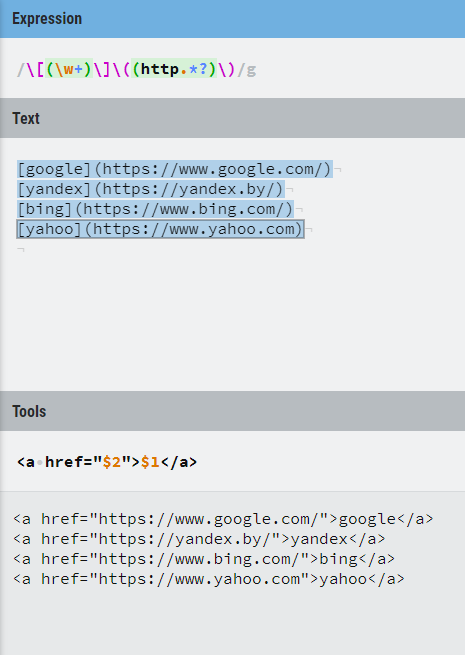 Expression
/\[(\w+)\]\((http.*?)\)/g
Text
[google](https://www.google.com/)¬
[yandex](https://yandex.by/)¬
[bing](https://www.bing.com/)¬
[yahoo](https://www.yahoo.com)¬
¬
Tools
<a·href="$2">$1</a>
<a href="https://www.google.com/">google</a>
<a href="https://yandex.by/">yandex</a>
<a href="https://www.bing.com/">bing</a>
<a href="https://www.yahoo.com">yahoo</a>